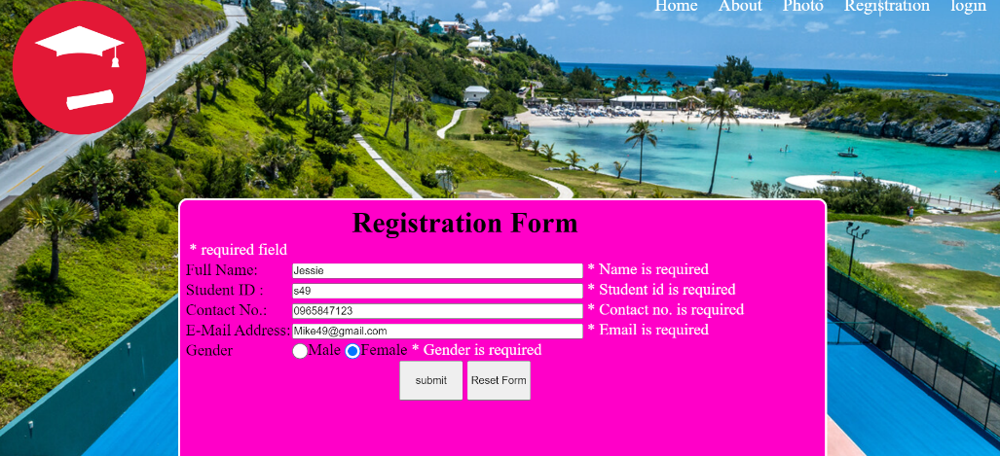 Home About Photo Registration login
Registration Form
* required field
Full Name: Jessie * Name is required
Student ID : s49 * Student id is required
Contact No.: 0965847123 * Contact no. is required
E-Mail Address: Mike49@gmail.com * Email is required
Gender Male Female * Gender is required
submit Reset Form